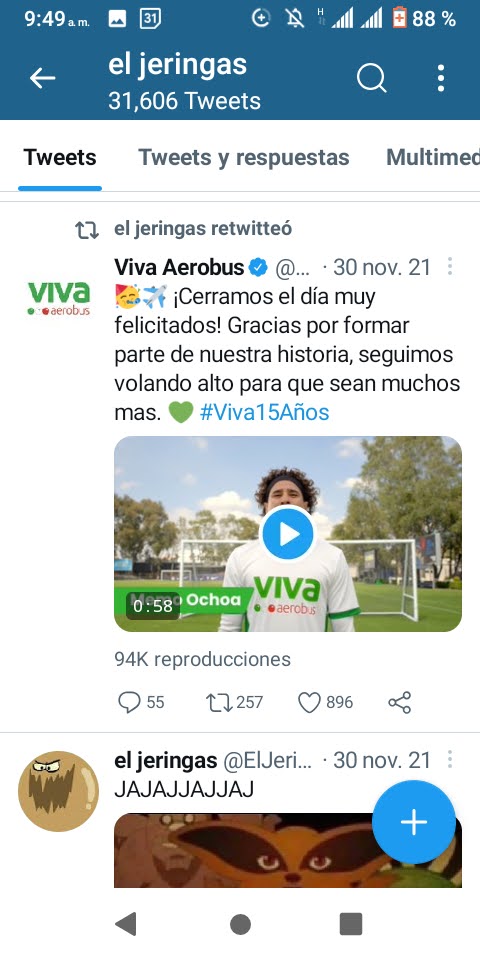 9:49 a. m.
31
H
88 %
el jeringas
31,606 Tweets
Tweets
Tweets y respuestas
Multimed
el jeringas retwitteó
Viva Aerobus @... · 30 nov. 21
🥳✈️ ¡Cerramos el día muy
felicitados! Gracias por formar
parte de nuestra historia, seguimos
volando alto para que sean muchos
mas. 💚 #Viva15Años
viva
aerobus
viva
aerobus
Memo Ochoa
0:58
94K reproducciones
55
257
896
el jeringas @ElJeri... · 30 nov. 21
JAJAJJAJJAJ